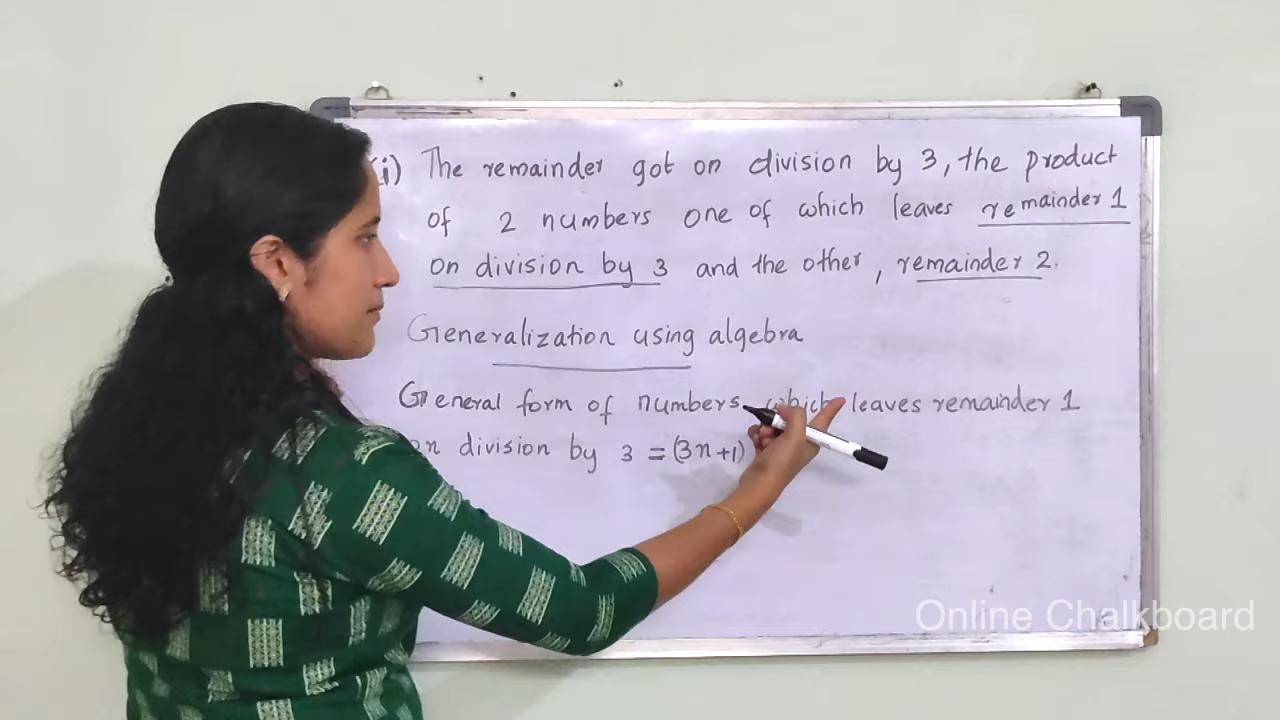 (i) The remainder got on division by 3, the product
of 2 numbers one of which leaves remainder 1
on division by 3 and the other, remainder 2.
Generalization using algebra
General form of numbers which leaves remainder 1
on division by 3 = (3n+1)
Online Chalkboard